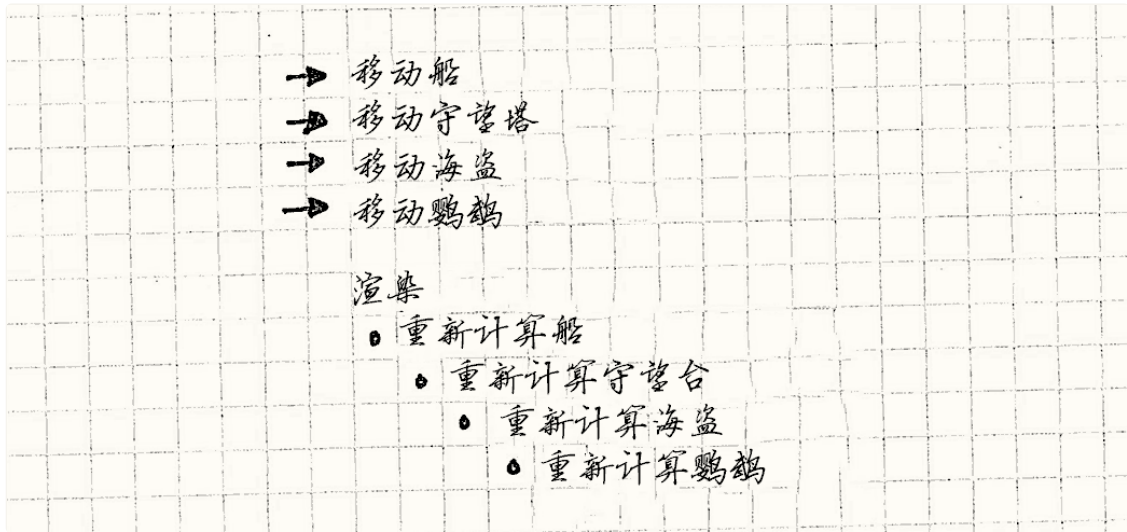 移动船
移动守望塔
移动海盗
移动鹦鹉
渲染
重新计算船
重新计算守望台
重新计算海盗
重新计算鹦鹉